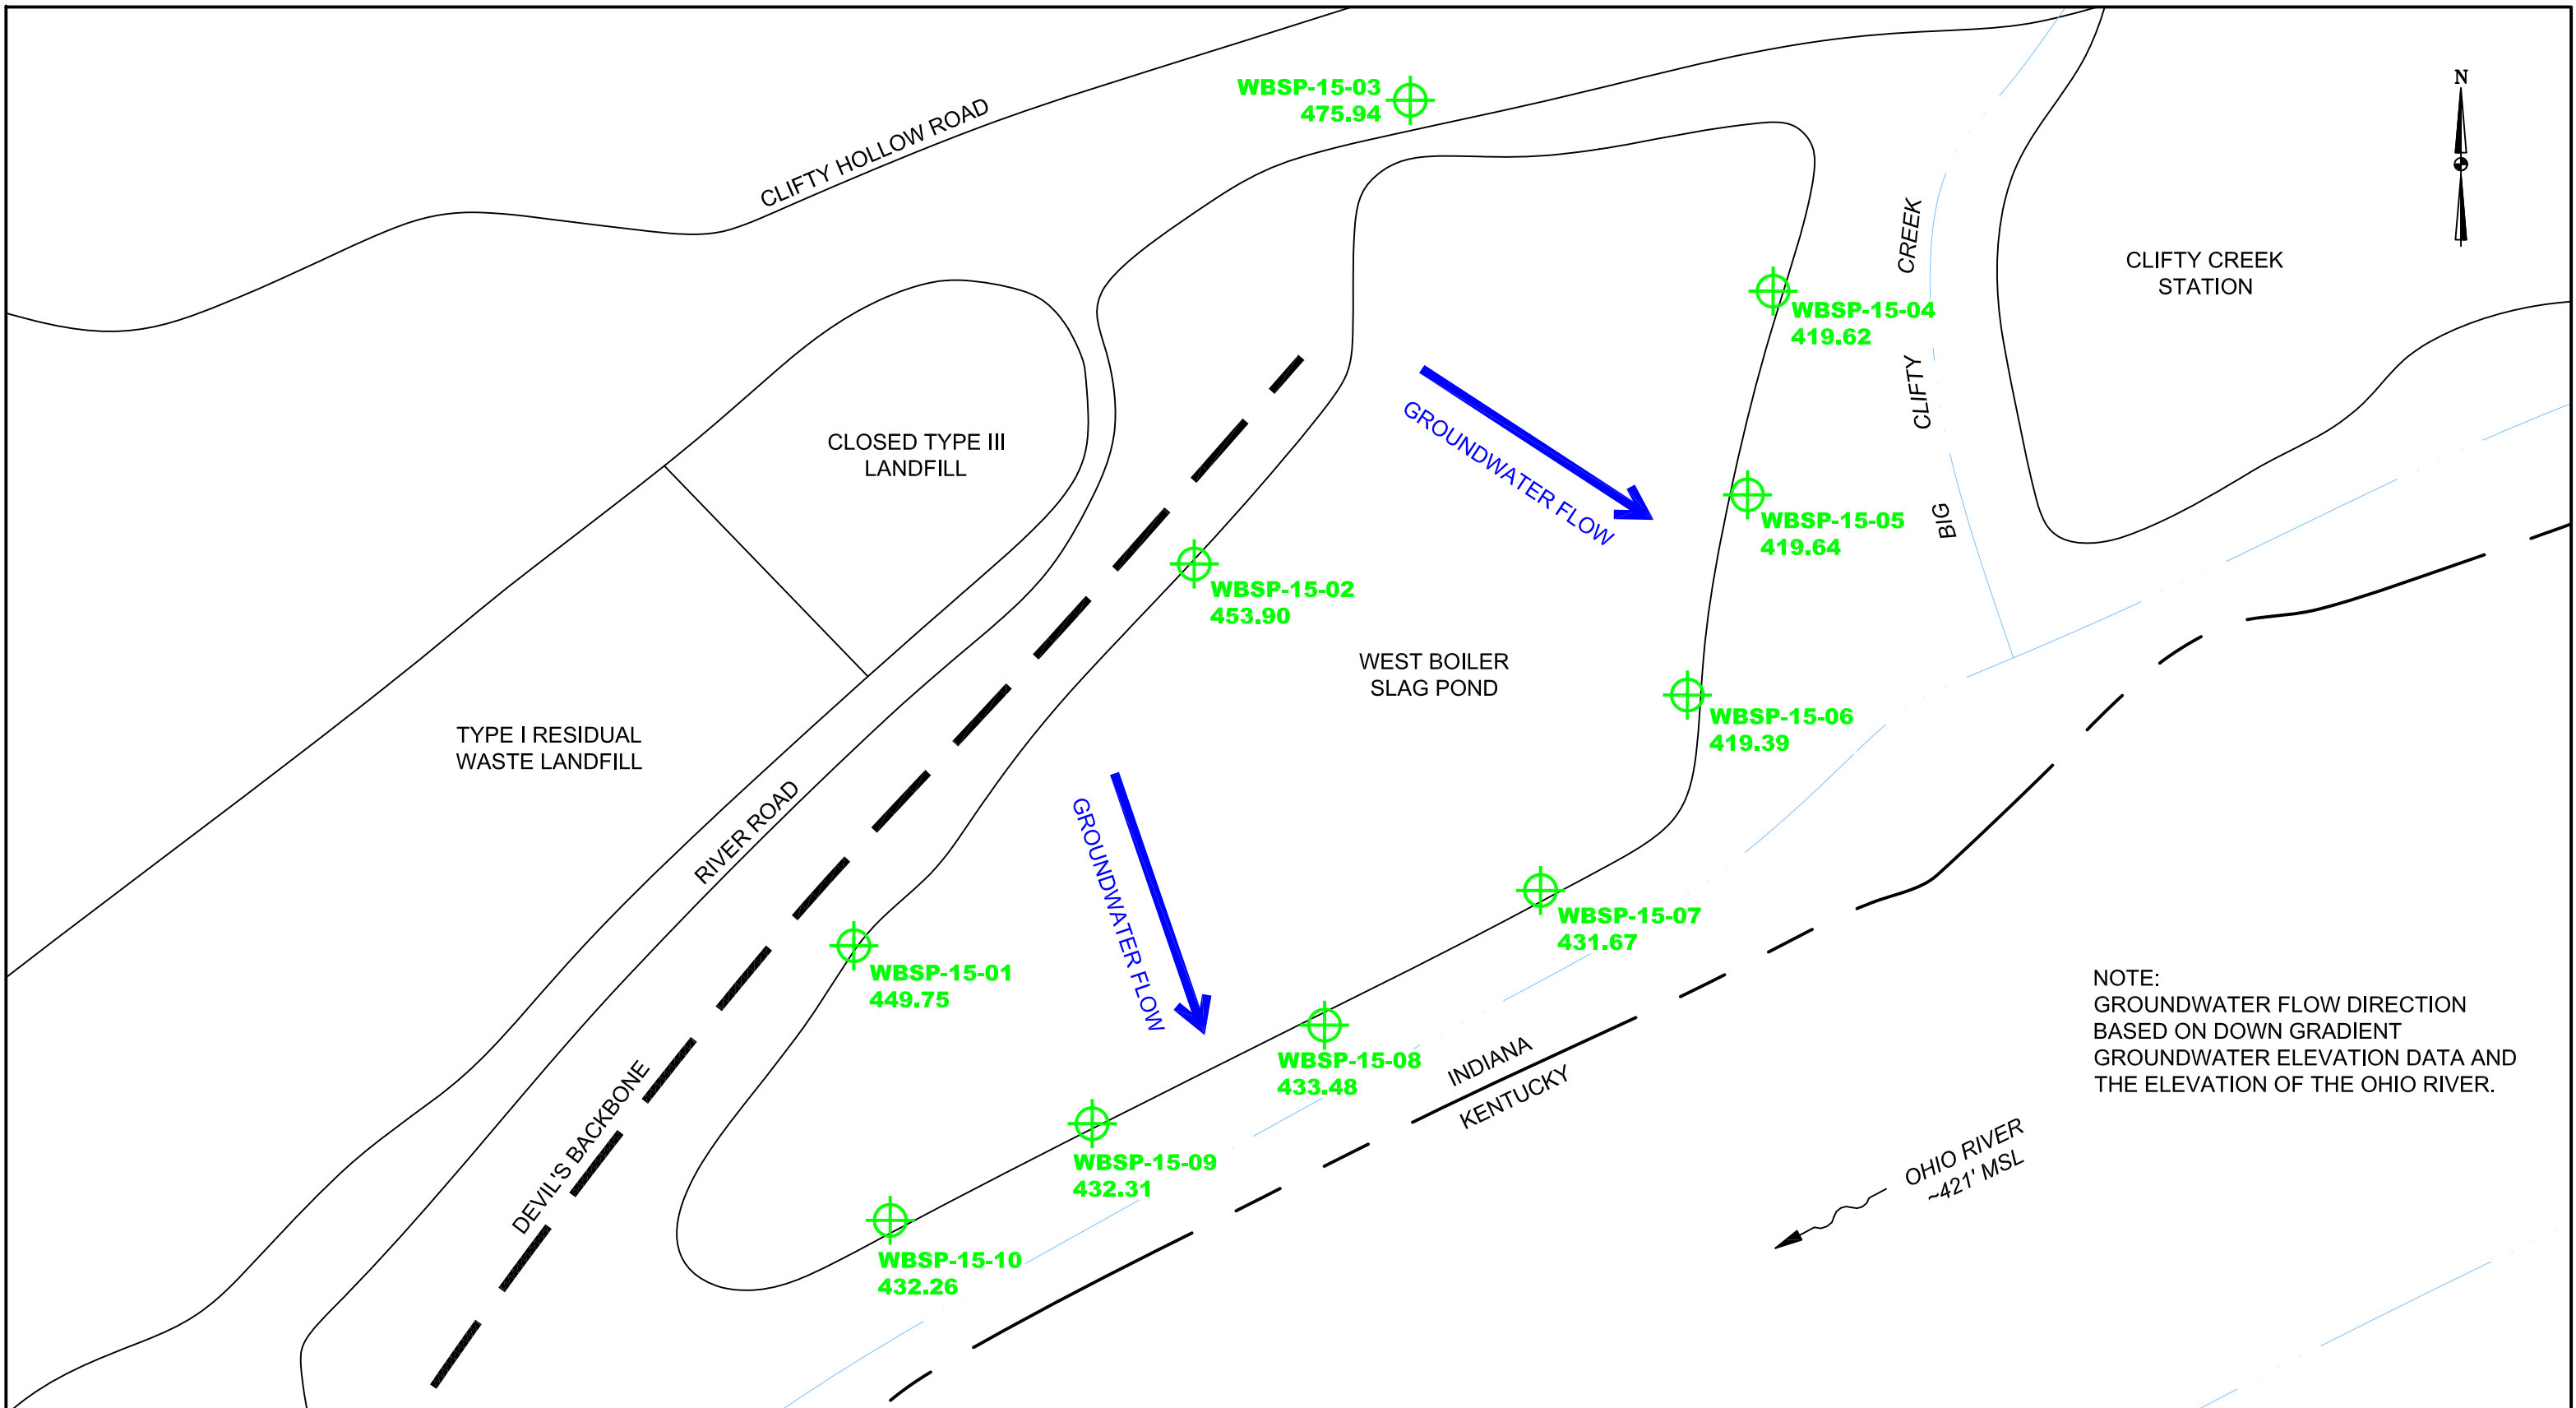 WBSP-15-03
475.94
N
CLIFTY HOLLOW ROAD
CREEK
CLIFTY
BIG
CLIFTY CREEK
STATION
WBSP-15-04
419.62
CLOSED TYPE III
LANDFILL
GROUNDWATER FLOW
WBSP-15-05
419.64
WBSP-15-02
453.90
WEST BOILER
SLAG POND
WBSP-15-06
419.39
TYPE I RESIDUAL
WASTE LANDFILL
RIVER ROAD
GROUNDWATER FLOW
WBSP-15-07
431.67
WBSP-15-01
449.75
NOTE:
GROUNDWATER FLOW DIRECTION
BASED ON DOWN GRADIENT
GROUNDWATER ELEVATION DATA AND
THE ELEVATION OF THE OHIO RIVER.
WBSP-15-08
433.48
INDIANA
KENTUCKY
DEVIL'S BACKBONE
WBSP-15-09
432.31
OHIO RIVER
~421' MSL
WBSP-15-10
432.26